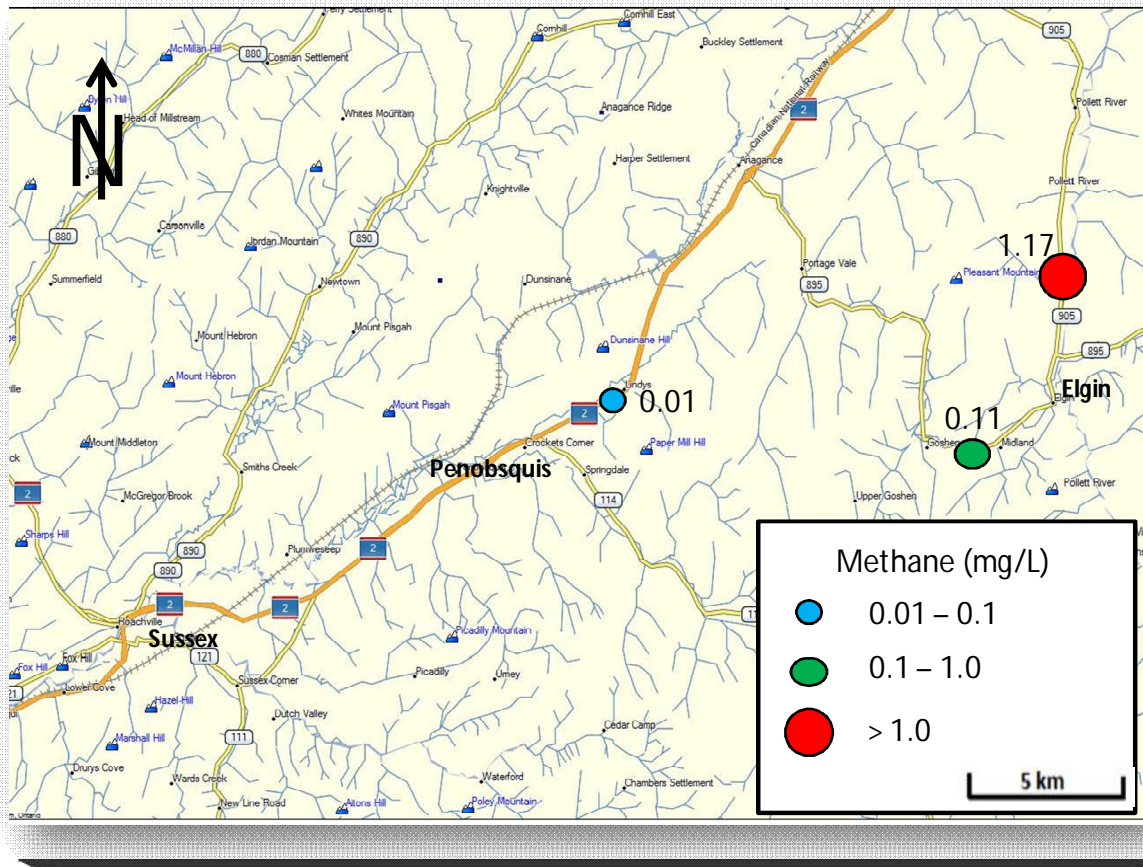 Perry Settlement
Cornhill East
905
Cornhill
McMillan Hill
880
Cosman Settlement
Buckley Settlement
Dyson Hill
Head of Millstream
N
Whites Mountain
Anagance Ridge
Canadian National Railway
2
Pollett River
Harper Settlement
Anagance
Knightville
Pollett River
Carsonville
880
Jordan Mountain
890
1.17
Portage Vale
Pleasant Mountain
Summerfield
Newtown
Dunsinane
895
905
Mount Pisgah
Mount Hebron
Dunsinane Hill
895
Mount Hebron
Lindys
Elgin
Elgin
0.01
2
Mount Pisgah
0.11
Mount Middleton
Crockets Corner
Paper Mill Hill
Goshen
Midland
Penobsquis
Smiths Creek
Springdale
Pollett River
2
McGregor Brook
114
Upper Goshen
Sharps Hill
890
Plumweseep
2
890
2
2
Roachville
Sussex
Picadilly Mountain
121
Fox Hill
Fox Hill
Lower Cove
Sussex Corner
Picadilly
Urney
Hazel Hill
Dutch Valley
Cedar Camp
111
Marshall Hill
Drurys Cove
Wards Creek
Waterford
Chambers Settlement
New Line Road
Altons Hill
Poley Mountain
Methane (mg/L)
0.01 – 0.1
0.1 – 1.0
> 1.0
5 km